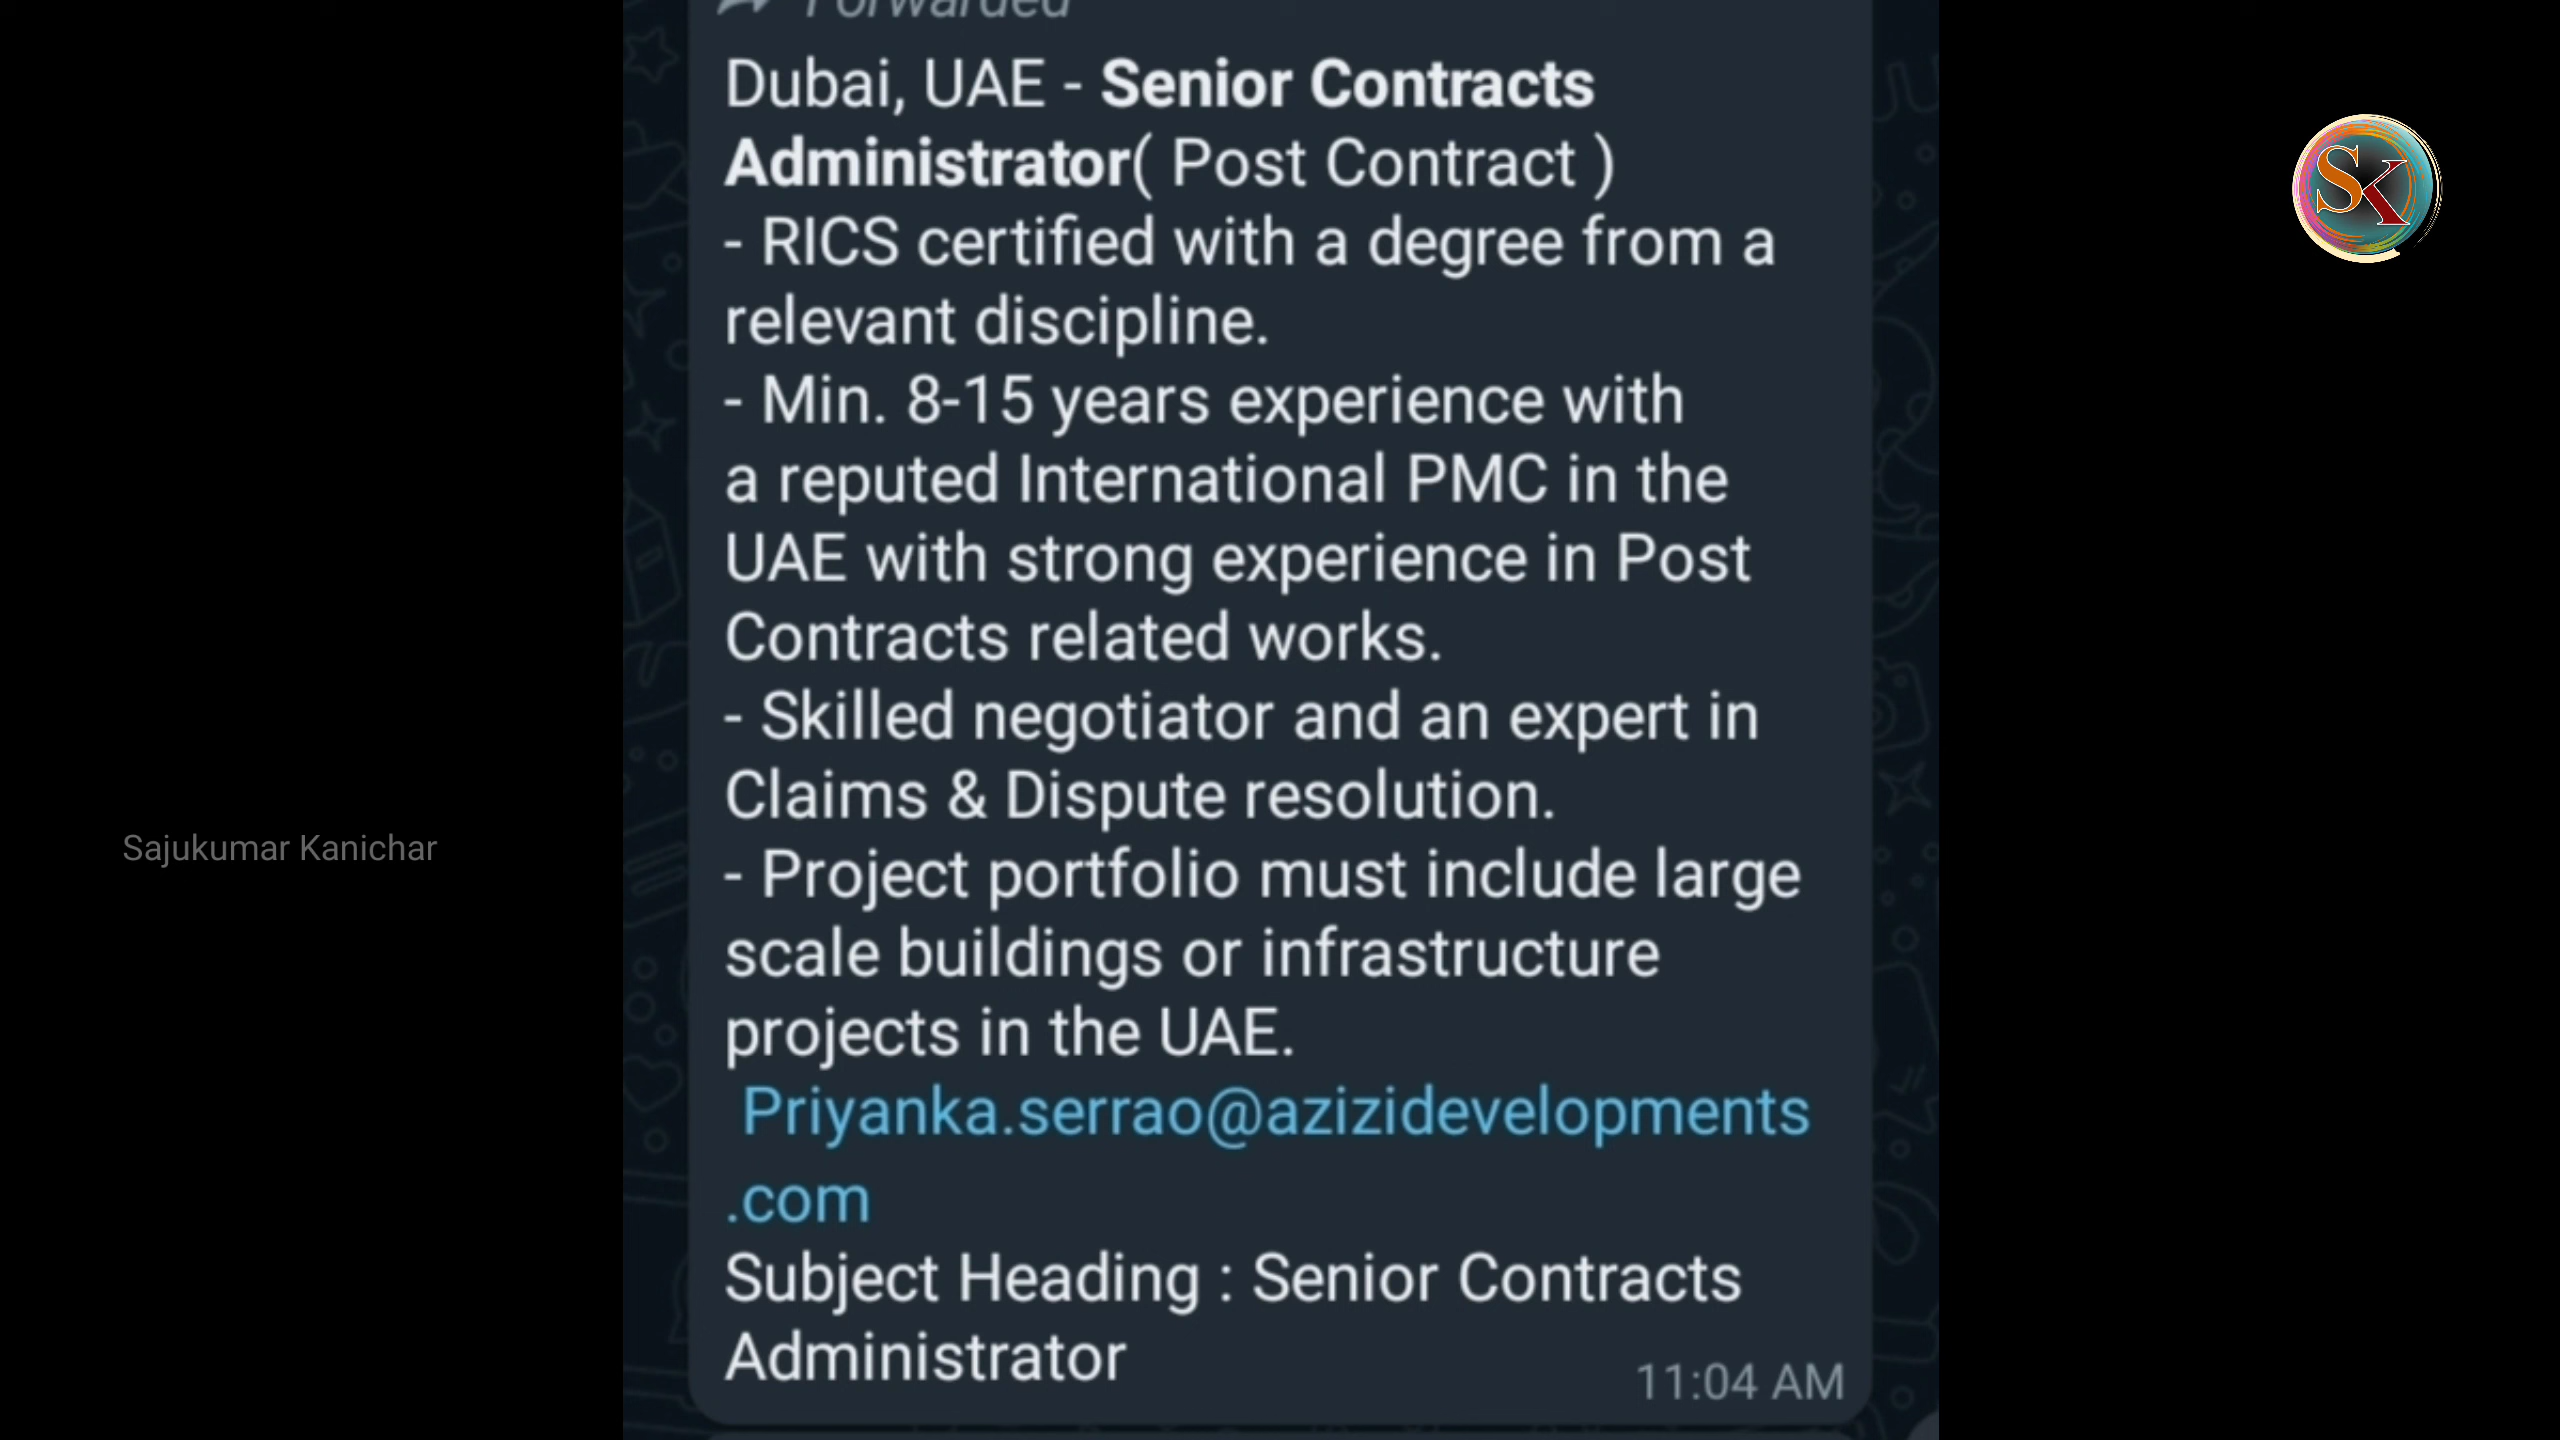 Forwarded
Dubai, UAE - Senior Contracts
Administrator( Post Contract )
- RICS certified with a degree from a
relevant discipline.
- Min. 8-15 years experience with
a reputed International PMC in the
UAE with strong experience in Post
Contracts related works.
- Skilled negotiator and an expert in
Claims & Dispute resolution.
- Project portfolio must include large
scale buildings or infrastructure
projects in the UAE.
Priyanka.serrao@azizidevelopments
.com
Subject Heading : Senior Contracts
Administrator
11:04 AM
Sajukumar Kanichar
SK